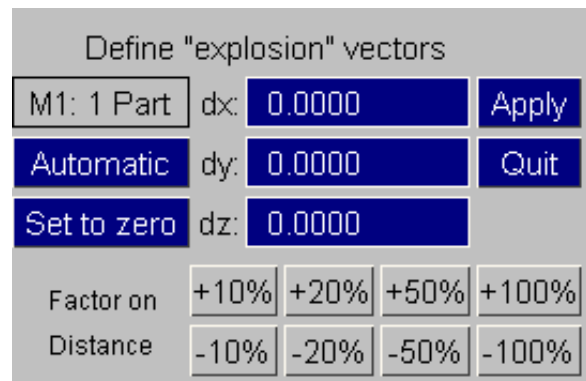 Define "explosion" vectors
M1: 1 Part dx: 0.0000 Apply
Automatic dy: 0.0000 Quit
Set to zero dz: 0.0000
Factor on +10% +20% +50% +100%
Distance -10% -20% -50% -100%